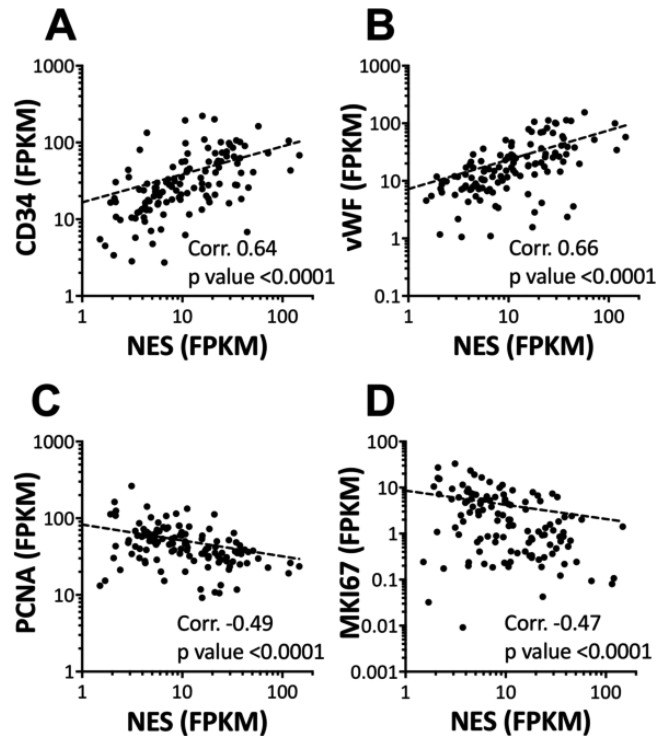 A
1000
100
10
1
CD34 (FPKM)
Corr. 0.64
p value <0.0001
1
10
100
NES (FPKM)
B
1000
100
10
1
0.1
vWF (FPKM)
Corr. 0.66
p value <0.0001
1
10
100
NES (FPKM)
C
1000
100
10
1
PCNA (FPKM)
Corr. -0.49
p value <0.0001
1
10
100
NES (FPKM)
D
100
10
1
0.1
0.01
0.001
MKI67 (FPKM)
Corr. -0.47
p value <0.0001
1
10
100
NES (FPKM)